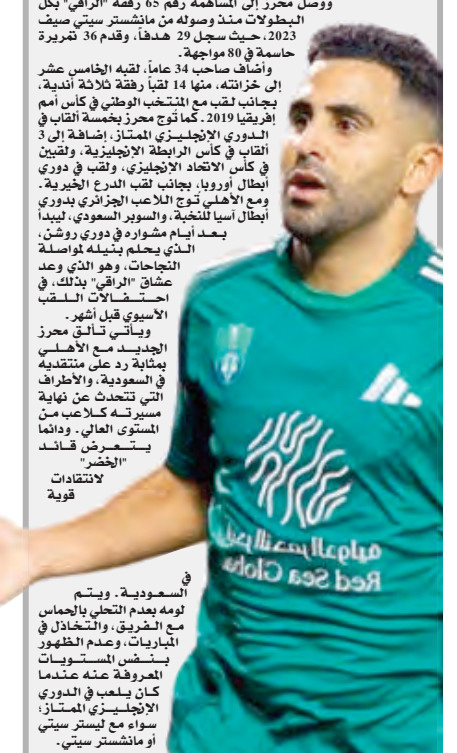 ووصل محرز إلى المساهمة رقم 65 رفقة "الراقي" بكل
البطولات منذ وصوله من مانشستر سيتي صيف
2023، حيث سجل 29 هدفاً، وقدم 36 تمريرة
حاسمة في 80 مواجهة.
وأضاف صاحب 34 عاماً، لقبه الخامس عشر
إلى خزانته، منها 14 لقباً رفقة ثلاثة أندية،
بجانب لقب مع المنتخب الوطني في كأس أمم
إفريقيا 2019. كما تُوج محرز بخمسة ألقاب في
الدوري الإنجليزي الممتاز، إضافة إلى 3
ألقاب في كأس الرابطة الإنجليزية، ولقبين
في كأس الاتحاد الإنجليزي، ولقب في دوري
أبطال أوروبا، بجانب لقب الدرع الخيرية.
ومع الأهلي تُوج اللاعب الجزائري بدوري
أبطال آسيا للنخبة، والسوبر السعودي، ليبدأ
بعد أيام مشواره في دوري روشن،
الذي يحلم بنيله لمواصلة
النجاحات، وهو الذي وعد
عشاق "الراقي" بذلك، في
احتفالات اللقب
الآسيوي قبل أشهر.
ويأتي تألق محرز
الجديد مع الأهلي
بمثابة رد على منتقديه
في السعودية، والأطراف
التي تتحدث عن نهاية
مسيرته كلاعب من
المستوى العالي. ودائما
يتعرض قائد
"الخضر"
لانتقادات
قوية
في
السعودية. ويتم
لومه بعدم التحلي بالحماس
مع الفريق، والتخاذل في
المباريات، وعدم الظهور
بنفس المستويات
المعروفة عنه عندما
كان يلعب في الدوري
الإنجليزي الممتاز؛
سواء مع ليستر سيتي
أو مانشستر سيتي.
البحر الأحمر الدولية
Red Sea Global